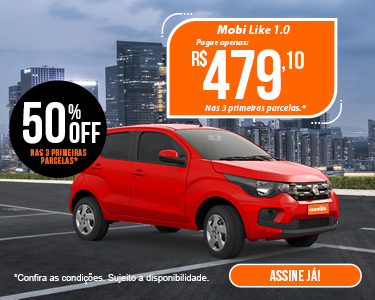 Mobi Like 1.0
Pague apenas:
R$ 479,10
Nas 3 primeiras parcelas.*
50% OFF
NAS 3 PRIMEIRAS
PARCELAS*
*Confira as condições. Sujeito a disponibilidade.
ASSINE JÁ!